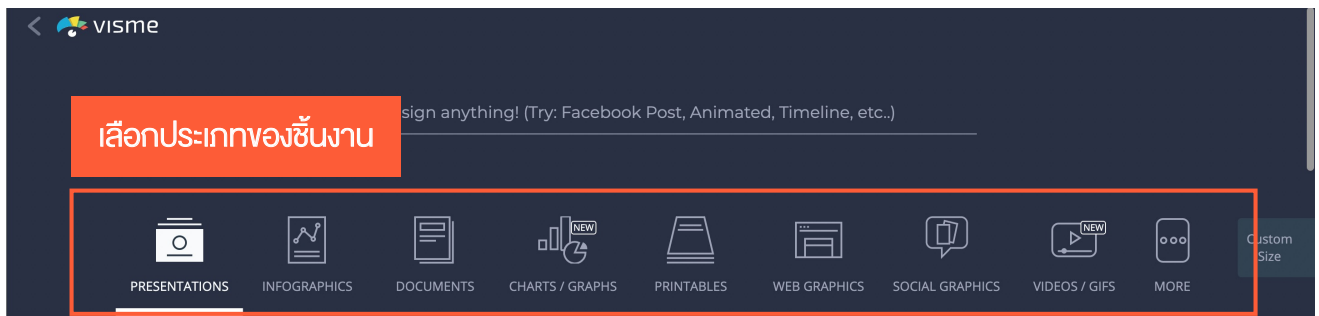 visme
sign anything! (Try: Facebook Post, Animated, Timeline, etc..)
เลือกประเภทของชิ้นงาน
NEW
NEW
Custom
Size
PRESENTATIONS INFOGRAPHICS DOCUMENTS CHARTS / GRAPHS PRINTABLES WEB GRAPHICS SOCIAL GRAPHICS VIDEOS / GIFS MORE